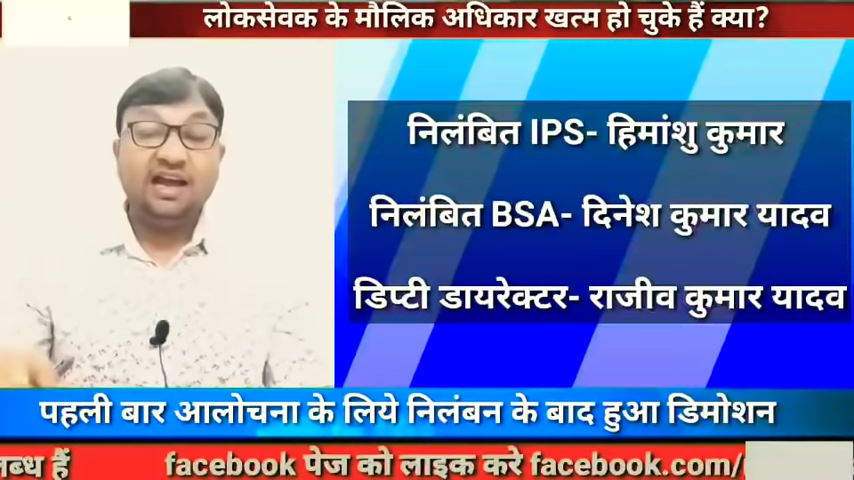 लोकसेवक के मौलिक अधिकार खत्म हो चुके हैं क्या?
निलंबित IPS- हिमांशु कुमार
निलंबित BSA- दिनेश कुमार यादव
डिप्टी डायरेक्टर- राजीव कुमार यादव
पहली बार आलोचना के लिये निलंबन के बाद हुआ डिमोशन
हैं facebook पेज को लाइक करे facebook.com/